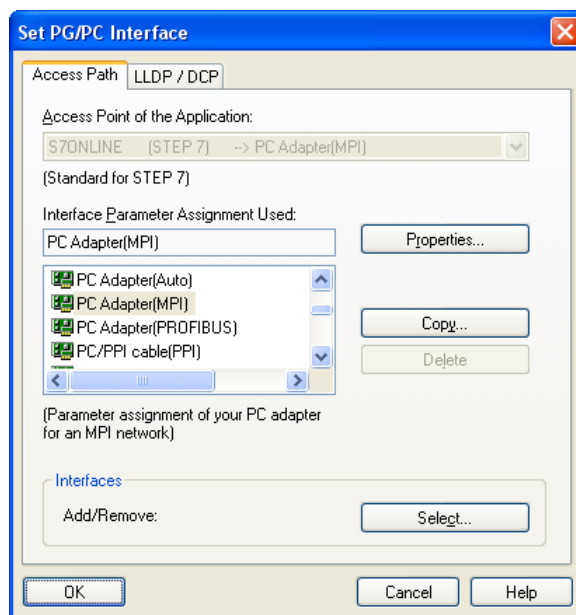 Set PG/PC Interface
Access Path
LLDP / DCP
Access Point of the Application:
S7ONLINE (STEP 7) --> PC Adapter(MPI)
(Standard for STEP 7)
Interface Parameter Assignment Used:
PC Adapter(MPI)
Properties...
PC Adapter(Auto)
PC Adapter(MPI)
PC Adapter(PROFIBUS)
PC/PPI cable(PPI)
Copy...
Delete
(Parameter assignment of your PC adapter
for an MPI network)
Interfaces
Add/Remove:
Select...
OK
Cancel
Help